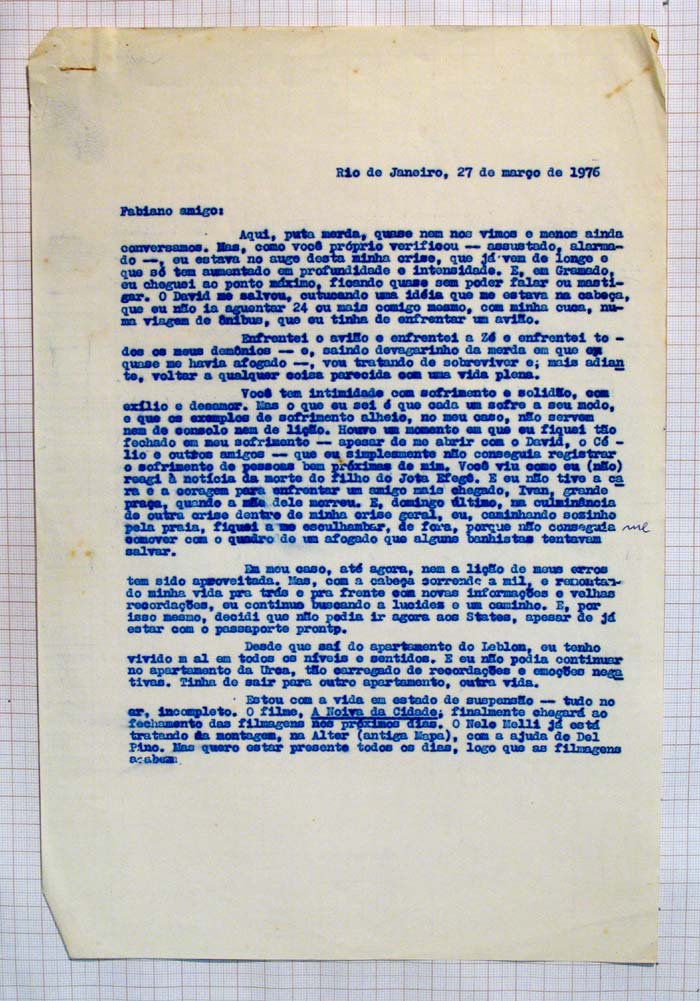 Rio de Janeiro, 27 de março de 1976
Fabiano amigo:
Aqui, puta merda, quase nem nos vimos e menos ainda
conversamos. Mas, como você próprio verificou — assustado, alarma-
do —, eu estava no auge desta minha crise, que já vem de longe e
que só tem aumentado em profundidade e intensidade. E, em Gramado,
eu cheguei ao ponto máximo, ficando quase sem poder falar ou masti-
gar. O David me salvou, cutucando uma idéia que me estava na cabeça,
que eu não ia aguentar 24 ou mais comigo mesmo, com minha cuca, nu-
ma viagem de ônibus, que eu tinha de enfrentar um avião.
Enfrentei o avião e enfrentei a Zé e enfrentei to-
dos os meus demônios — e, saindo devagarinho da merda em que eu
quase me havia afogado —, vou tratando de sobreviver e; mais adian
te, voltar a qualquer coisa parecida com uma vida plena.
Você tem intimidade com sofrimento e solidão, com
exílio e desamor. Mas o que eu sei é que cada um sofre a seu modo,
e que os exemplos de sofrimento alheio, no meu caso, não servem
nem de consolo nem de lição. Houve um momento em que eu fiquei tão
fechado em meu sofrimento — apesar de me abrir com o David, o Cé -
lio e outros amigos — que eu simplesmente não conseguia registrar
o sofrimento de pessoas bem próximas de mim. Você viu como eu (não)
reagi à notícia da morte do filho do Jota Efegê. E eu não tive a ca
ra e a coragem para enfrentar um amigo mais chegado, Ivan, grande
praça, quando a mãe dele morreu. E, domingo último, na culminância
de outra crise dentro de minha crise geral, eu, caminhando sozinho
pela praia, fiquei a me esculhambar, de fora, porque não conseguia me
comover com o quadro de um afogado que alguns banhistas tentavam
salvar.
Em meu caso, até agora, nem a lição de meus erros
tem sido aproveitada. Mas, com a cabeça correndo a mil, e remontan-
do minha vida pra trás e pra frente com novas informações e velhas
recordações, eu continuo buscando a lucidez e um caminho. E, por
isso mesmo, decidi que não podia ir agora aos States, apesar de já
estar com o passaporte pronto.
Desde que saí do apartamento do Leblon, eu tenho
vivido m al em todos os níveis e sentidos. E eu não podia continuar
no apartamento da Urca, tão carregado de recordações e emoções nega
tivas. Tinha de sair para outro apartamento, outra vida.
Estou com a vida em estado de suspensão — tudo no
ar, incompleto. O filme, A Noiva da Cidade; finalmente chegará ao
fechamento das filmagens nos próximos dias. O Nelo Melli já está
tratando da montagem, na Alter (antiga Mapa), com a ajuda de Del
Pino. Mas quero estar presente todos os dias, logo que as filmagens
acabem